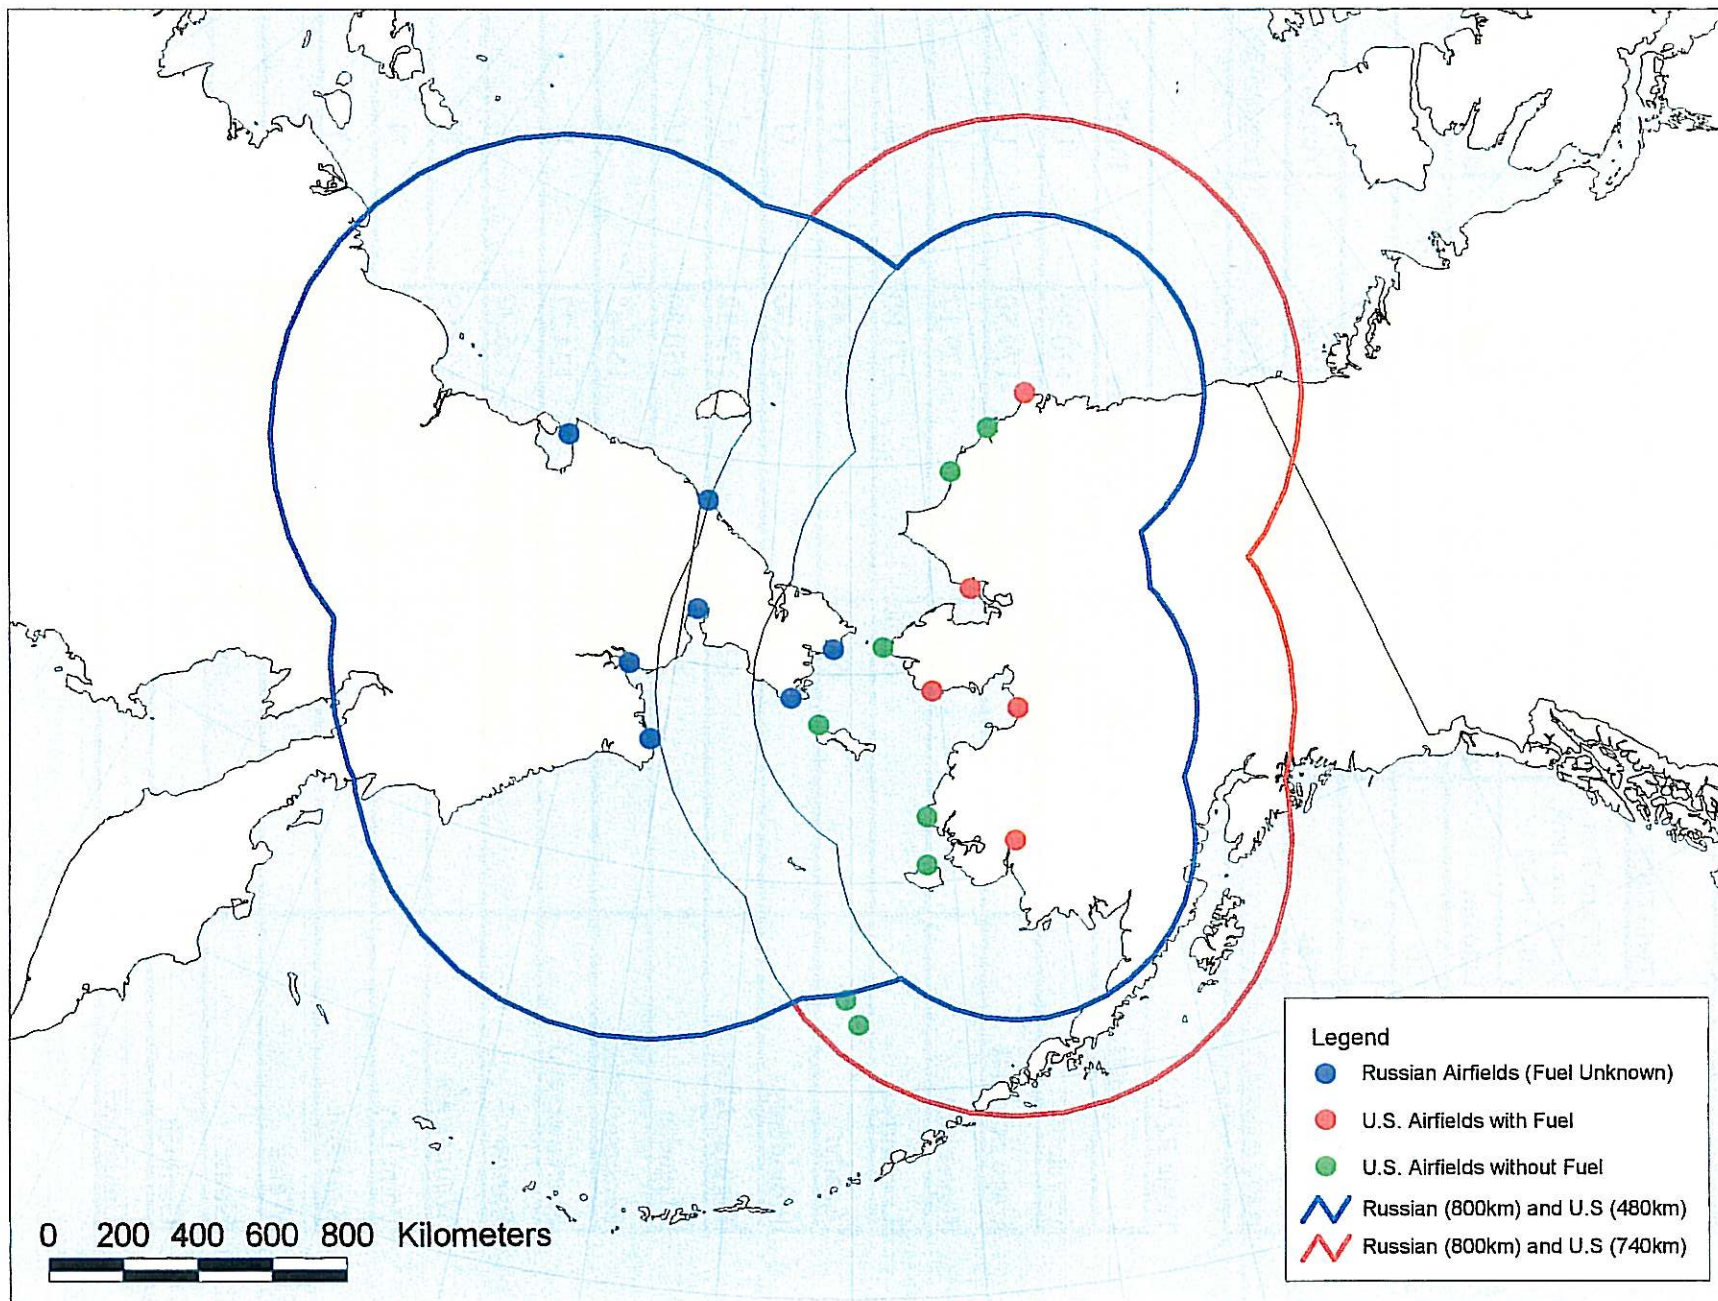 Legend
Russian Airfields (Fuel Unknown)
U.S. Airfields with Fuel
U.S. Airfields without Fuel
Russian (800km) and U.S (480km)
Russian (800km) and U.S (740km)
0 200 400 600 800 Kilometers